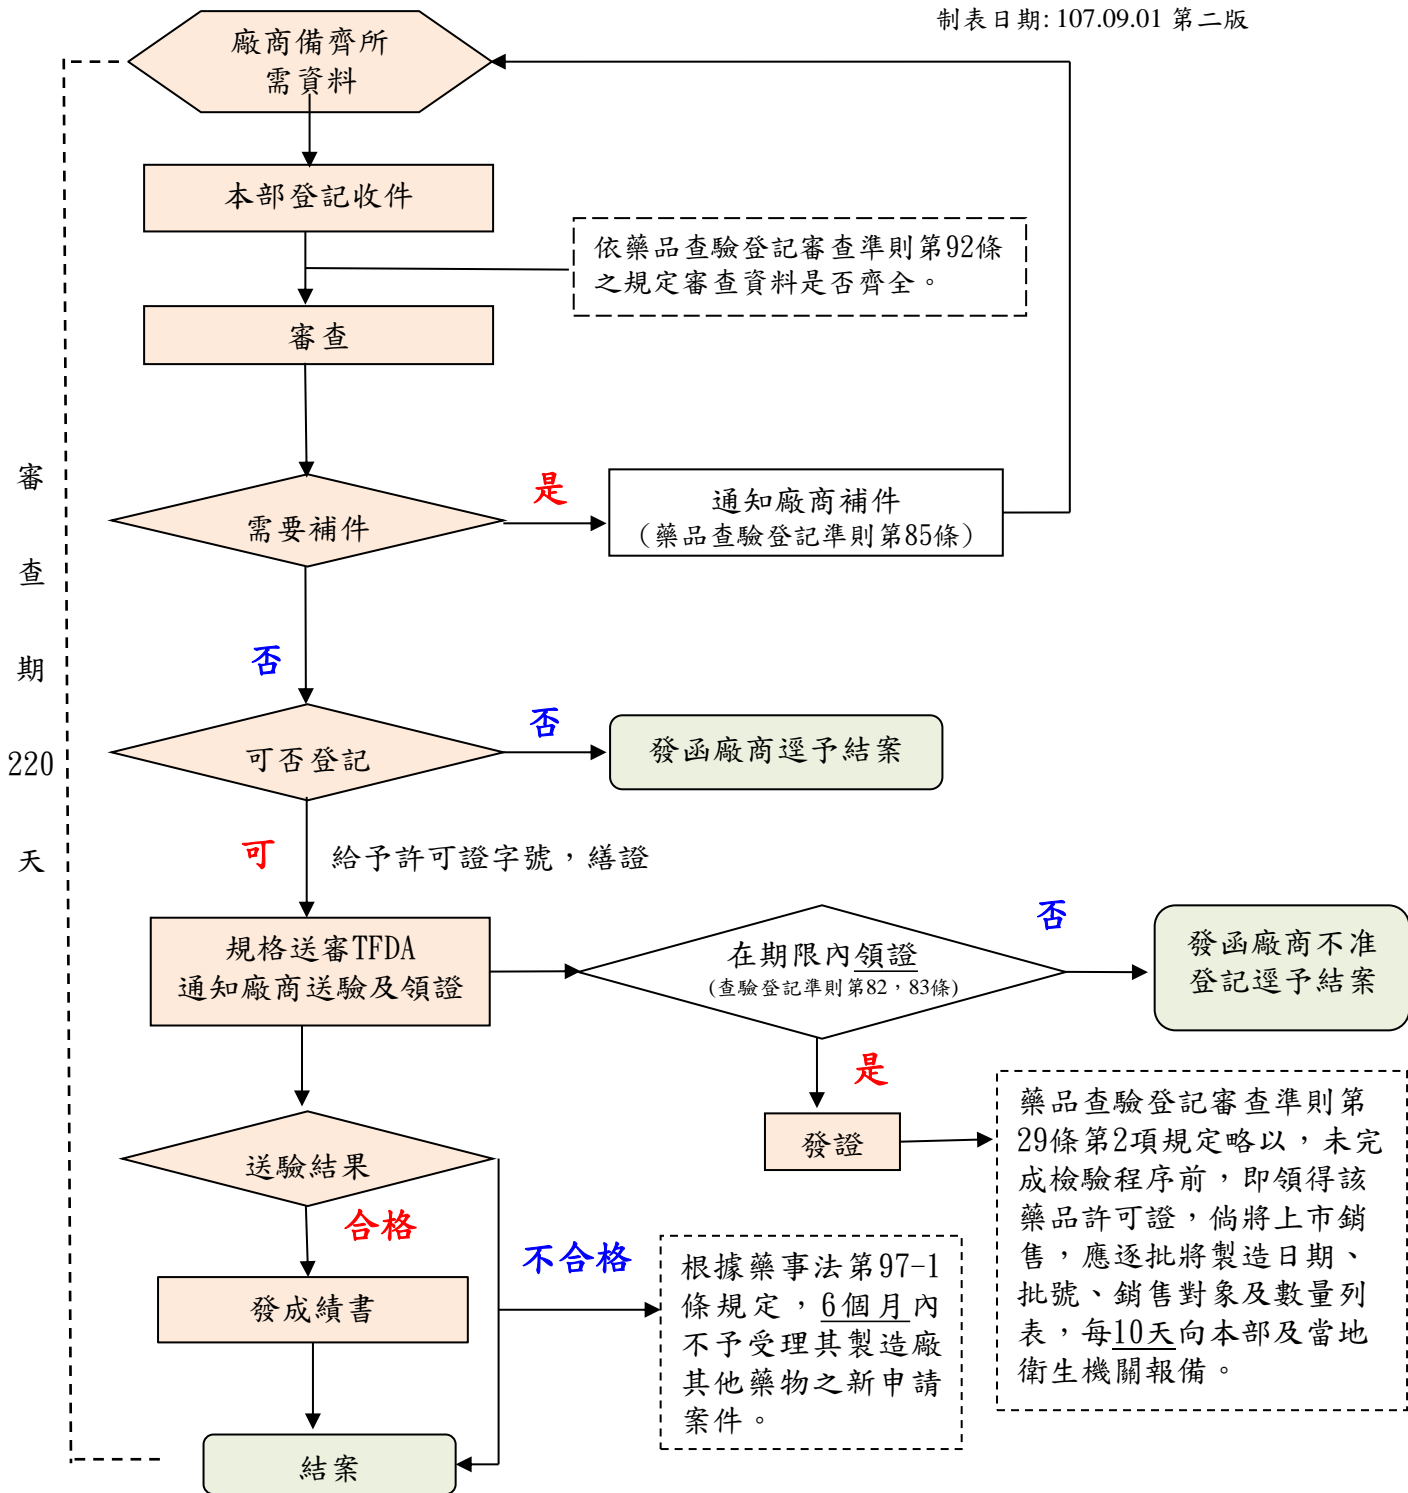 制表日期: 107.09.01 第二版
廠商備齊所
需資料
本部登記收件
依藥品查驗登記審查準則第92條
之規定審查資料是否齊全。
審查
需要補件
是
通知廠商補件
(藥品查驗登記準則第85條)
否
可否登記
否
發函廠商逕予結案
可
給予許可證字號，繕證
規格送審TFDA
通知廠商送驗及領證
在期限內領證
(查驗登記準則第82，83條)
否
發函廠商不准
登記逕予結案
是
發證
藥品查驗登記審查準則第
29條第2項規定略以，未完
成檢驗程序前，即領得該
藥品許可證，倘將上市銷
售，應逐批將製造日期、
批號、銷售對象及數量列
表，每10天向本部及當地
衛生機關報備。
送驗結果
合格
不合格
根據藥事法第97-1
條規定，6個月內
不予受理其製造廠
其他藥物之新申請
案件。
發成績書
結案
審
查
期
220
天